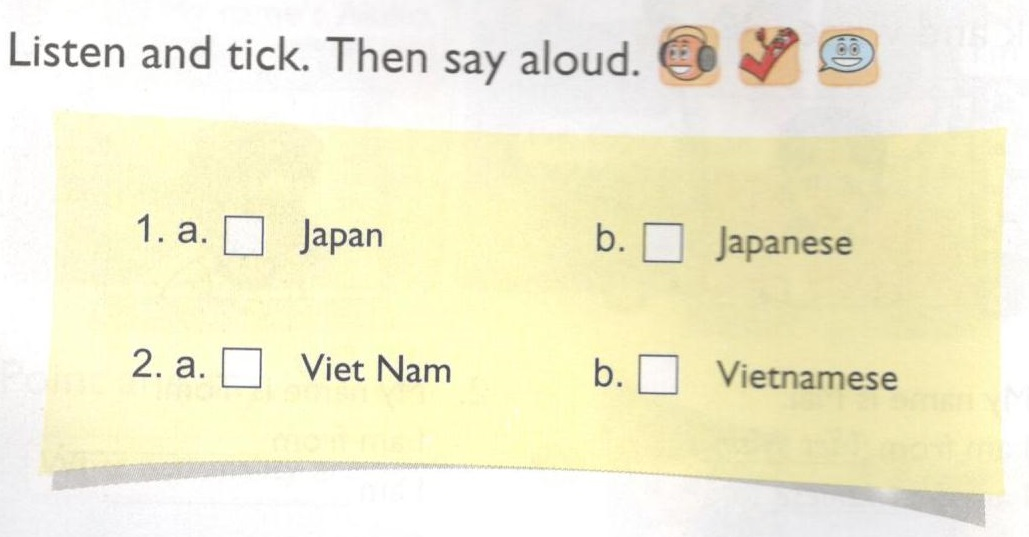 Listen and tick. Then say aloud.
1. a. Japan b. Japanese
2. a. Viet Nam b. Vietnamese